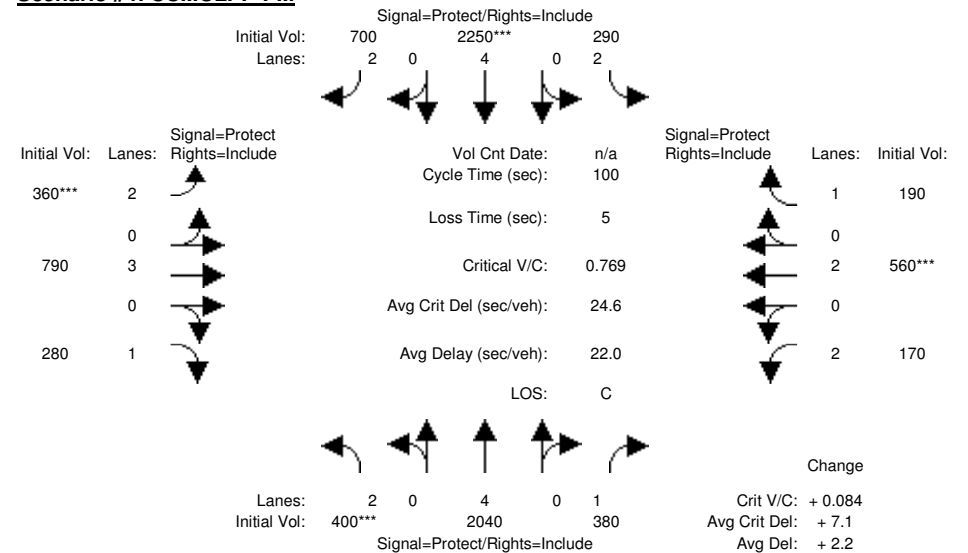 Signal=Protect/Rights=Include
Initial Vol: 700 2250*** 290
Lanes: 2 0 4 0 2
Signal=Protect Signal=Protect
Initial Vol: Lanes: Rights=Include Vol Cnt Date: n/a Rights=Include Lanes: Initial Vol:
Cycle Time (sec): 100
360*** 2 1 190
Loss Time (sec): 5
0 0
790 3 Critical V/C: 0.769 2 560***
0 Avg Crit Del (sec/veh): 24.6 0
280 1 Avg Delay (sec/veh): 22.0 2 170
LOS: C
Change
Lanes: 2 0 4 0 1 Crit V/C: + 0.084
Initial Vol: 400*** 2040 380 Avg Crit Del: + 7.1
Signal=Protect/Rights=Include Avg Del: + 2.2